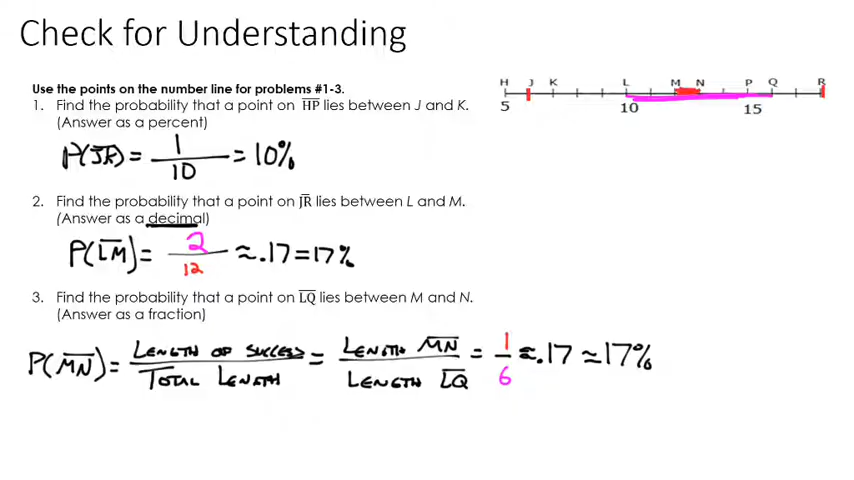 Check for Understanding
Use the points on the number line for problems #1-3.
1. Find the probability that a point on HP lies between J and K.
(Answer as a percent)
P(JK) = 1/10 = 10%
2. Find the probability that a point on JR lies between L and M.
(Answer as a decimal)
P(LM) = 2/12 ≈ .17 = 17%
3. Find the probability that a point on LQ lies between M and N.
(Answer as a fraction)
P(MN) = LENGTH OF SUCCESS/TOTAL LENGTH = LENGTH MN/LENGTH LQ = 1/6 ≈ .17 ≈ 17%
H J K L M N P Q R
5 10 15